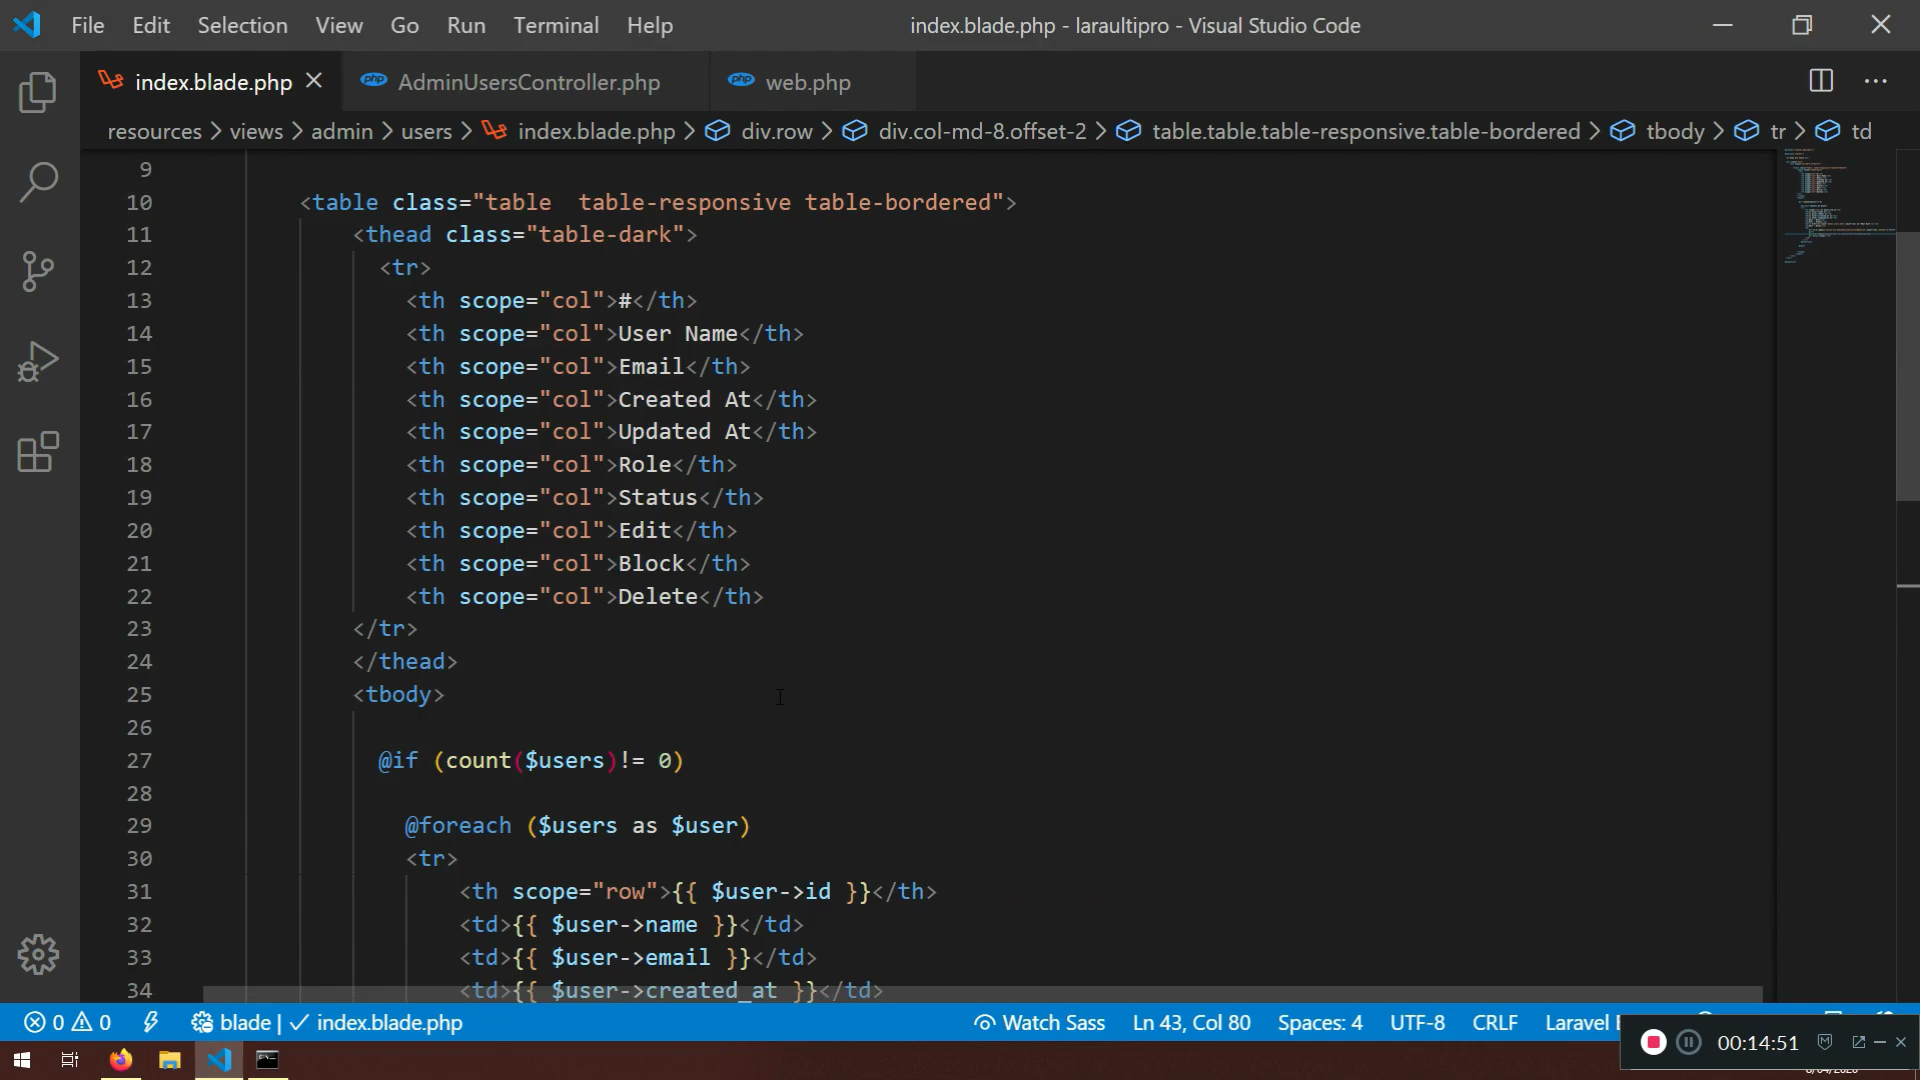 File Edit Selection View Go Run Terminal Help index.blade.php - laraultipro - Visual Studio Code
index.blade.php AdminUsersController.php web.php
resources > views > admin > users > index.blade.php > div.row > div.col-md-8.offset-2 > table.table.table-responsive.table-bordered > tbody > tr > td
9
10 <table class="table  table-responsive table-bordered">
11 <thead class="table-dark">
12 <tr>
13 <th scope="col">#</th>
14 <th scope="col">User Name</th>
15 <th scope="col">Email</th>
16 <th scope="col">Created At</th>
17 <th scope="col">Updated At</th>
18 <th scope="col">Role</th>
19 <th scope="col">Status</th>
20 <th scope="col">Edit</th>
21 <th scope="col">Block</th>
22 <th scope="col">Delete</th>
23 </tr>
24 </thead>
25 <tbody>
26
27 @if (count($users)!= 0)
28
29 @foreach ($users as $user)
30 <tr>
31 <th scope="row">{{ $user->id }}</th>
32 <td>{{ $user->name }}</td>
33 <td>{{ $user->email }}</td>
34 <td>{{ $user->created_at }}</td>
0 0 blade | index.blade.php Watch Sass Ln 43, Col 80 Spaces: 4 UTF-8 CRLF Laravel
00:14:51